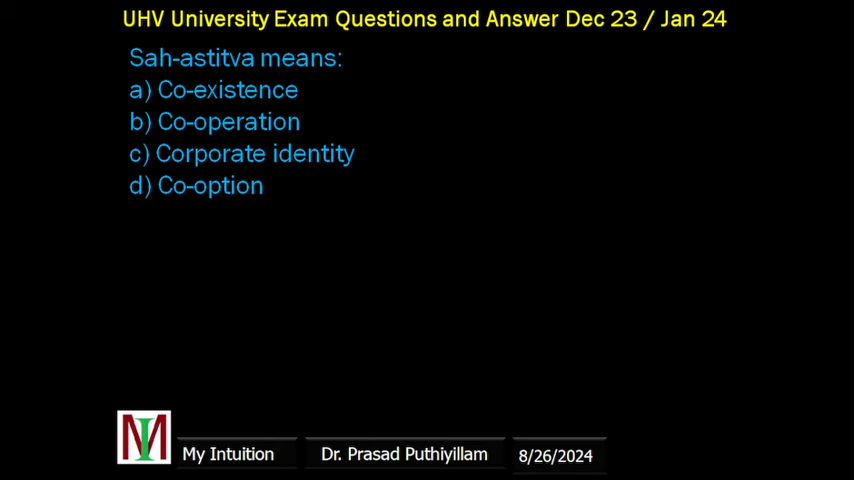 UHV University Exam Questions and Answer Dec 23 / Jan 24
Sah-astitva means:
a) Co-existence
b) Co-operation
c) Corporate identity
d) Co-option
MI
My Intuition
Dr. Prasad Puthiyillam
8/26/2024